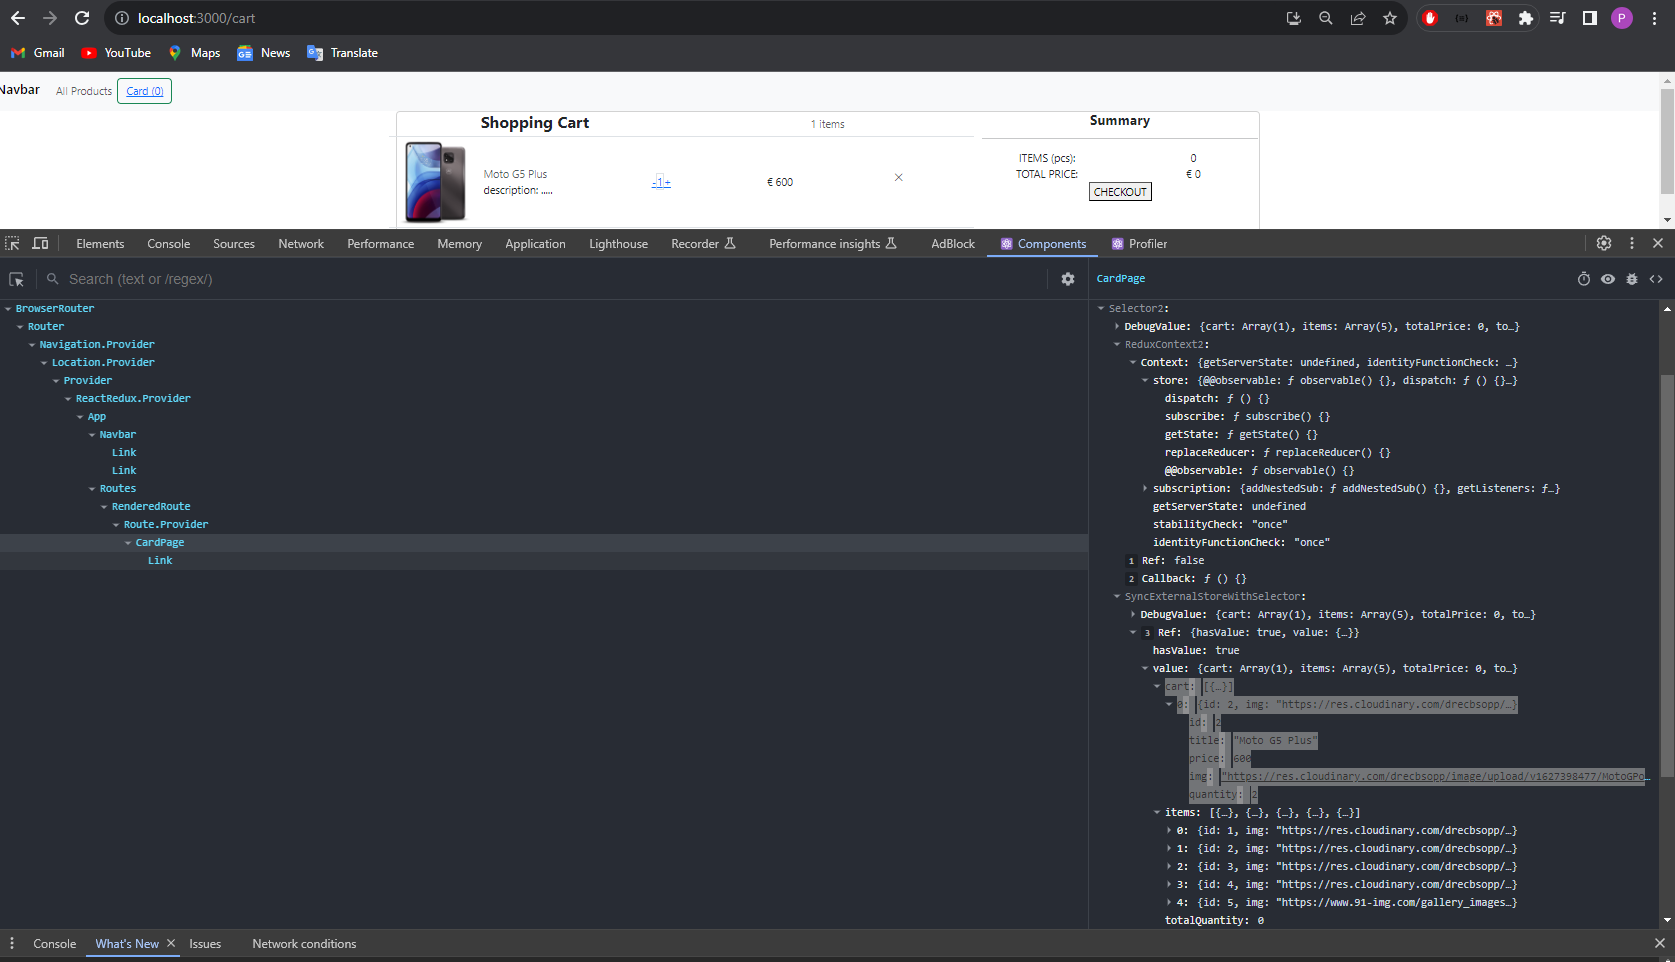 localhost:3000/cart
P
Gmail YouTube Maps News Translate
Navbar All Products Card (0)
Shopping Cart 1 items
Moto G5 Plus
description: .....
-1+ € 600 ×
Summary
ITEMS (pcs): 0
TOTAL PRICE: € 0
CHECKOUT
Elements Console Sources Network Performance Memory Application Lighthouse Recorder Performance insights AdBlock Components Profiler
Search (text or /regex/)
BrowserRouter
Router
Navigation.Provider
Location.Provider
Provider
ReactRedux.Provider
App
Navbar
Link
Link
Routes
RenderedRoute
Route.Provider
CardPage
Link
CardPage
Selector2:
DebugValue: {cart: Array(1), items: Array(5), totalPrice: 0, to…}
ReduxContext2:
Context: {getServerState: undefined, identityFunctionCheck: …}
store: {@@observable: ƒ observable() {}, dispatch: ƒ () {}…}
dispatch: ƒ () {}
subscribe: ƒ subscribe() {}
getState: ƒ getState() {}
replaceReducer: ƒ replaceReducer() {}
@@observable: ƒ observable() {}
subscription: {addNestedSub: ƒ addNestedSub() {}, getListeners: ƒ…}
getServerState: undefined
stabilityCheck: "once"
identityFunctionCheck: "once"
1 Ref: false
2 Callback: ƒ () {}
SyncExternalStoreWithSelector:
DebugValue: {cart: Array(1), items: Array(5), totalPrice: 0, to…}
3 Ref: {hasValue: true, value: {…}}
hasValue: true
value: {cart: Array(1), items: Array(5), totalPrice: 0, to…}
cart: [{…}]
0: {id: 2, img: "https://res.cloudinary.com/drecbsopp/…}
id: 2
title: "Moto G5 Plus"
price: 600
img: "https://res.cloudinary.com/drecbsopp/image/upload/v1627398477/MotoGPo…
quantity: 2
items: [{…}, {…}, {…}, {…}, {…}]
0: {id: 1, img: "https://res.cloudinary.com/drecbsopp/…}
1: {id: 2, img: "https://res.cloudinary.com/drecbsopp/…}
2: {id: 3, img: "https://res.cloudinary.com/drecbsopp/…}
3: {id: 4, img: "https://res.cloudinary.com/drecbsopp/…}
4: {id: 5, img: "https://www.91-img.com/gallery_images…}
totalQuantity: 0
Console What's New Issues Network conditions